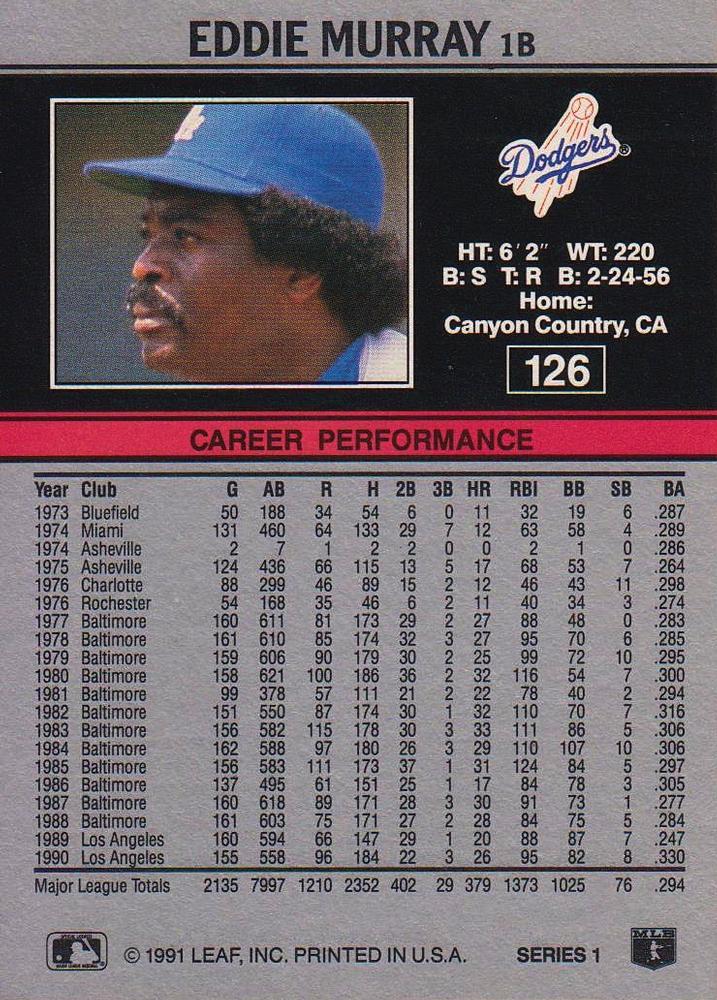 EDDIE MURRAY 1B
Dodgers®
HT: 6' 2" WT: 220
B: S T: R B: 2-24-56
Home:
Canyon Country, CA
126
CAREER PERFORMANCE
Year Club G AB R H 2B 3B HR RBI BB SB BA
1973 Bluefield 50 188 34 54 6 0 11 32 19 6 .287
1974 Miami 131 460 64 133 29 7 12 63 58 4 .289
1974 Asheville 2 7 1 2 2 0 0 2 1 0 .286
1975 Asheville 124 436 66 115 13 5 17 68 53 7 .264
1976 Charlotte 88 299 46 89 15 2 12 46 43 11 .298
1976 Rochester 54 168 35 46 6 2 11 40 34 3 .274
1977 Baltimore 160 611 81 173 29 2 27 88 48 0 .283
1978 Baltimore 161 610 85 174 32 3 27 95 70 6 .285
1979 Baltimore 159 606 90 179 30 2 25 99 72 10 .295
1980 Baltimore 158 621 100 186 36 2 32 116 54 7 .300
1981 Baltimore 99 378 57 111 21 2 22 78 40 2 .294
1982 Baltimore 151 550 87 174 30 1 32 110 70 7 .316
1983 Baltimore 156 582 115 178 30 3 33 111 86 5 .306
1984 Baltimore 162 588 97 180 26 3 29 110 107 10 .306
1985 Baltimore 156 583 111 173 37 1 31 124 84 5 .297
1986 Baltimore 137 495 61 151 25 1 17 84 78 3 .305
1987 Baltimore 160 618 89 171 28 3 30 91 73 1 .277
1988 Baltimore 161 603 75 171 27 2 28 84 75 5 .284
1989 Los Angeles 160 594 66 147 29 1 20 88 87 7 .247
1990 Los Angeles 155 558 96 184 22 3 26 95 82 8 .330
Major League Totals 2135 7997 1210 2352 402 29 379 1373 1025 76 .294
© 1991 LEAF, INC. PRINTED IN U.S.A. SERIES 1
MLB